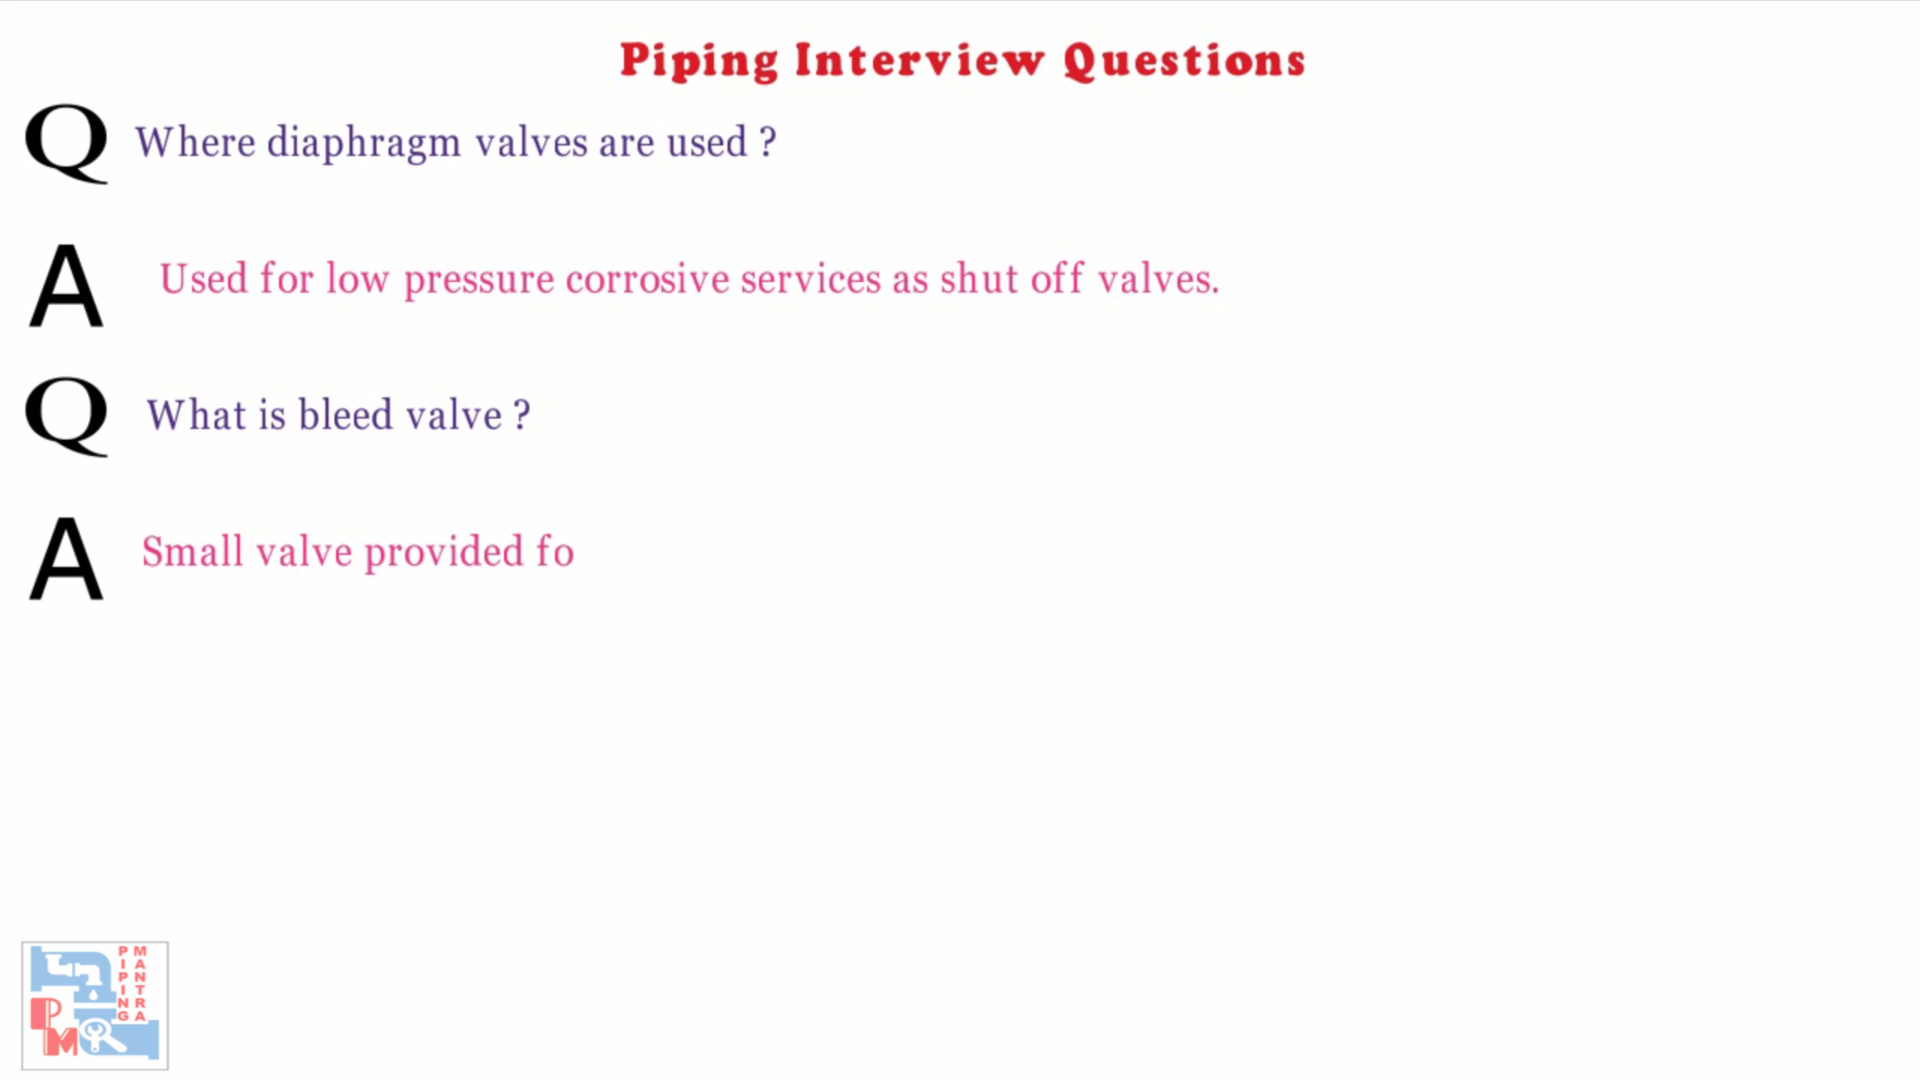 Piping Interview Questions
Q Where diaphragm valves are used ?
A Used for low pressure corrosive services as shut off valves.
Q What is bleed valve ?
A Small valve provided fo
PIPING
MANTRA
PM